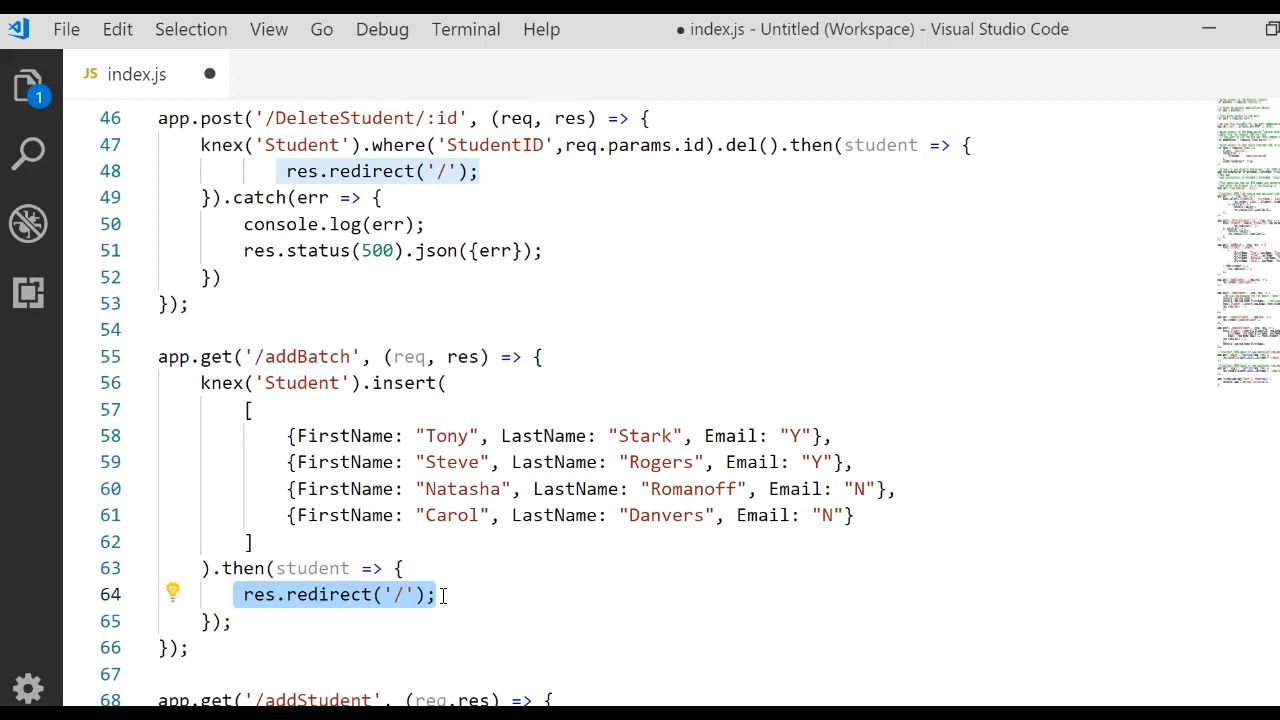 File Edit Selection View Go Debug Terminal Help ● index.js - Untitled (Workspace) - Visual Studio Code
JS index.js ●
1
46 app.post('/DeleteStudent/:id', (req, res) => {
47 knex('Student').where('StudentID',req.params.id).del().then(student => {
48 res.redirect('/');
49 }).catch(err => {
50 console.log(err);
51 res.status(500).json({err});
52 })
53 });
54
55 app.get('/addBatch', (req, res) => {
56 knex('Student').insert(
57 [
58 {FirstName: "Tony", LastName: "Stark", Email: "Y"},
59 {FirstName: "Steve", LastName: "Rogers", Email: "Y"},
60 {FirstName: "Natasha", LastName: "Romanoff", Email: "N"},
61 {FirstName: "Carol", LastName: "Danvers", Email: "N"}
62 ]
63 ).then(student => {
64 res.redirect('/');
65 });
66 });
67
68 app.get('/addStudent', (req,res) => {